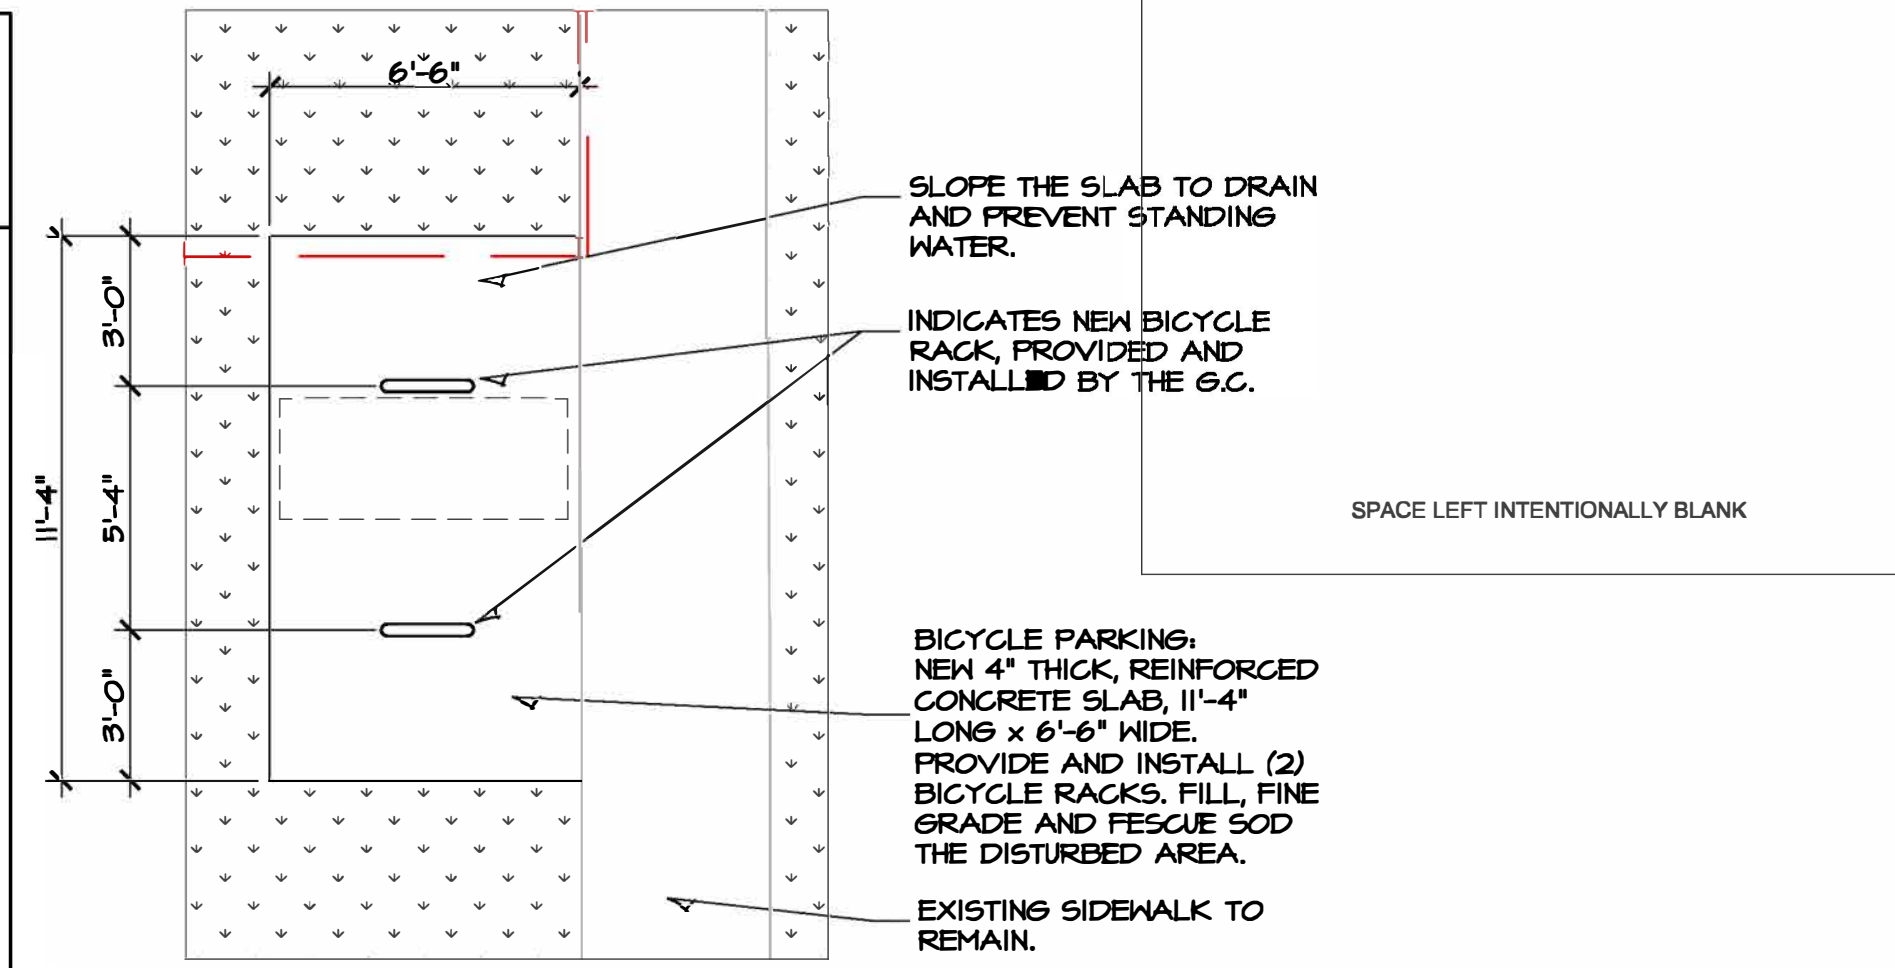 6'-6"
SLOPE THE SLAB TO DRAIN
AND PREVENT STANDING
WATER.
3'-0"
INDICATES NEW BICYCLE
RACK, PROVIDED AND
INSTALLED BY THE G.C.
11'-4"
5'-4"
SPACE LEFT INTENTIONALLY BLANK
3'-0"
BICYCLE PARKING:
NEW 4" THICK, REINFORCED
CONCRETE SLAB, 11'-4"
LONG x 6'-6" WIDE.
PROVIDE AND INSTALL (2)
BICYCLE RACKS. FILL, FINE
GRADE AND FESCUE SOD
THE DISTURBED AREA.
EXISTING SIDEWALK TO
REMAIN.